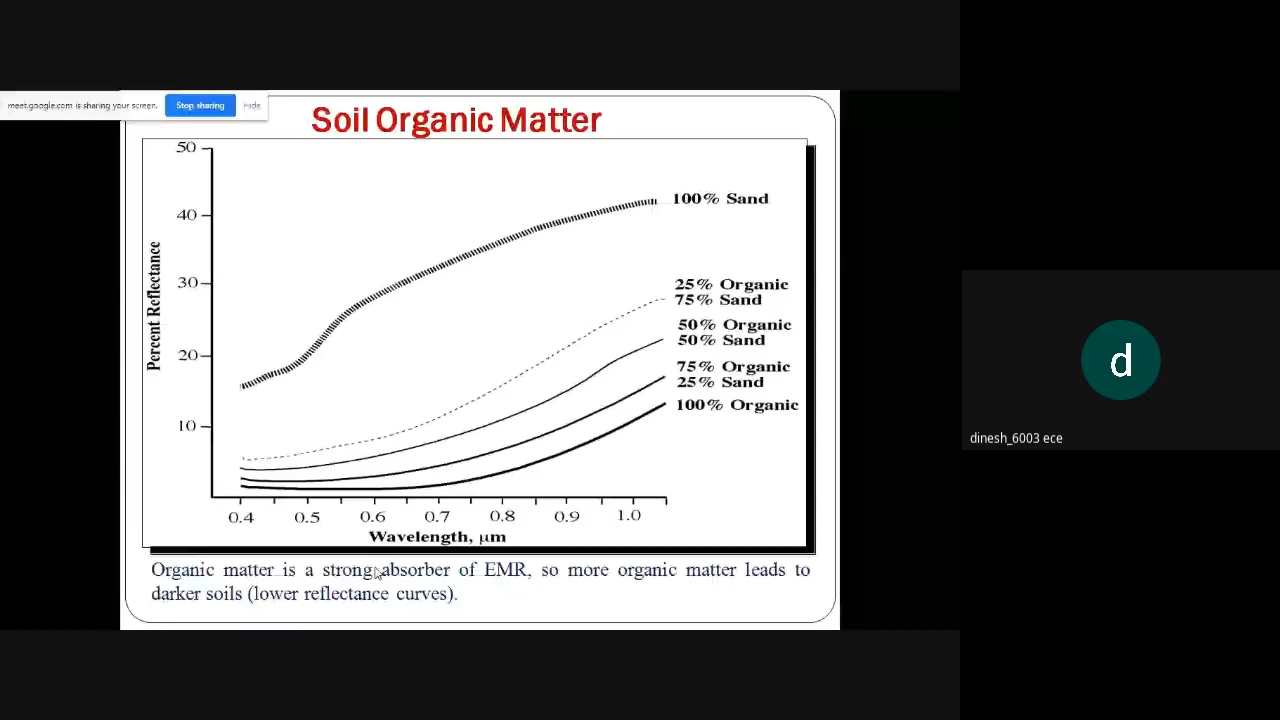 meet.google.com is sharing your screen.
Stop sharing
Hide
Soil Organic Matter
50
40
30
20
10
Percent Reflectance
100% Sand
25% Organic
75% Sand
50% Organic
50% Sand
75% Organic
25% Sand
100% Organic
0.4 0.5 0.6 0.7 0.8 0.9 1.0
Wavelength, µm
Organic matter is a strong absorber of EMR, so more organic matter leads to
darker soils (lower reflectance curves).
d
dinesh_6003 ece